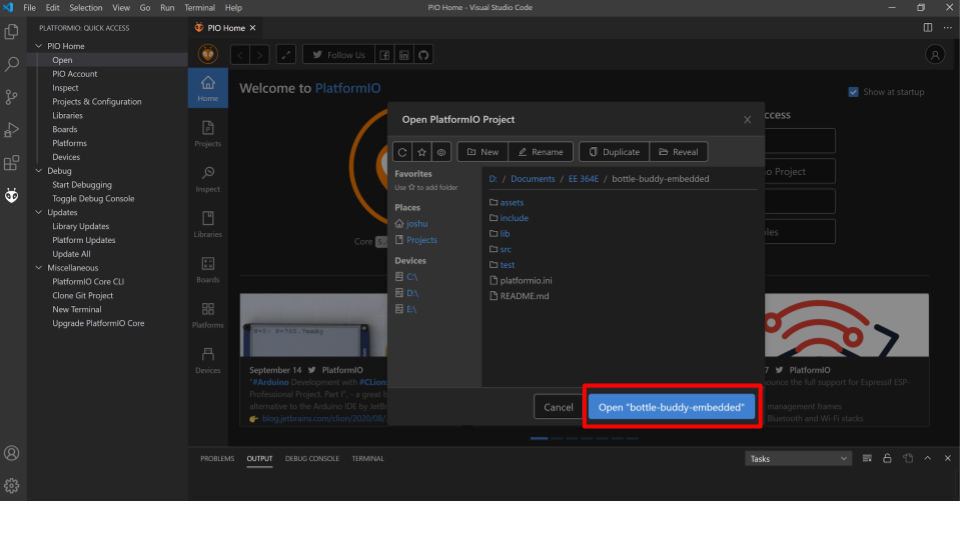 File Edit Selection View Go Run Terminal Help
PIO Home - Visual Studio Code
PLATFORMIO: QUICK ACCESS
PIO Home
Open
PIO Account
Inspect
Projects & Configuration
Libraries
Boards
Platforms
Devices
Debug
Start Debugging
Toggle Debug Console
Updates
Library Updates
Platform Updates
Update All
Miscellaneous
PlatformIO Core CLI
Clone Git Project
New Terminal
Upgrade PlatformIO Core
PIO Home
Follow Us
Home
Projects
Inspect
Libraries
Boards
Platforms
Devices
Welcome to PlatformIO
Show at startup
Core
ccess
o Project
les
Open PlatformIO Project
New Rename Duplicate Reveal
Favorites
Use to add folder
Places
joshu
Projects
Devices
C:\
D:\
E:\
D: / Documents / EE 364E / bottle-buddy-embedded
assets
include
lib
src
test
platformio.ini
README.md
Cancel
Open "bottle-buddy-embedded"
September 14 PlatformIO
"#Arduino Development with #CLion
Professional Project. Part I", - a great b
alternative to the Arduino IDE by JetB
blog.jetbrains.com/clion/2020/08/
7 PlatformIO
ounce the full support for Espressif ESP-
management frames
Bluetooth and Wi-Fi stacks
PROBLEMS OUTPUT DEBUG CONSOLE TERMINAL
Tasks